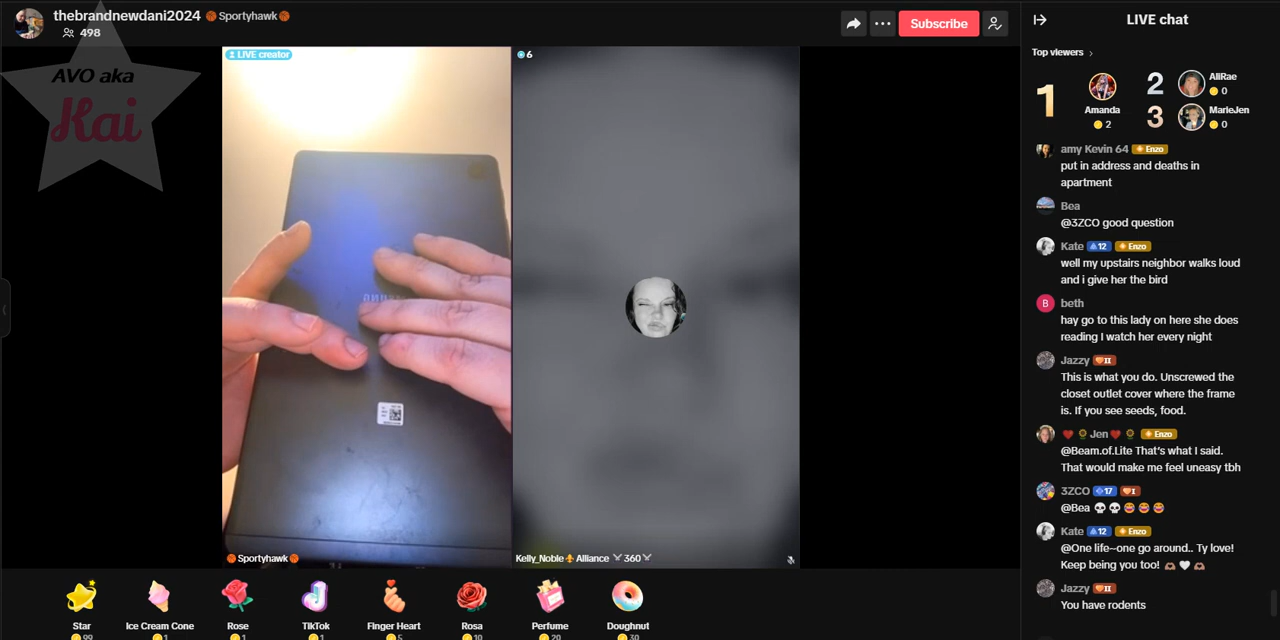 thebrandnewdani2024 🏀 Sportyhawk 🏀
498
Subscribe
AVO aka
Kai
LIVE creator
6
🏀 Sportyhawk 🏀
Kelly_Noble Alliance 360
Star
99
Ice Cream Cone
1
Rose
1
TikTok
1
Finger Heart
5
Rosa
10
Perfume
20
Doughnut
30
LIVE chat
Top viewers
1
Amanda
2
2
AliRae
0
3
MarieJen
0
amy Kevin 64 Enzo
put in address and deaths in
apartment
Bea
@3ZCO good question
Kate 12 Enzo
well my upstairs neighbor walks loud
and i give her the bird
B
beth
hay go to this lady on here she does
reading I watch her every night
Jazzy II
This is what you do. Unscrewed the
closet outlet cover where the frame
is. If you see seeds, food.
❤️🌻Jen❤️🌻 Enzo
@Beam.of.Lite That's what I said.
That would make me feel uneasy tbh
3ZCO 17 I
@Bea 💀💀😂😂😂
Kate 12 Enzo
@One life~one go around.. Ty love!
Keep being you too! 🫶🏽🤍🫶🏽
Jazzy II
You have rodents